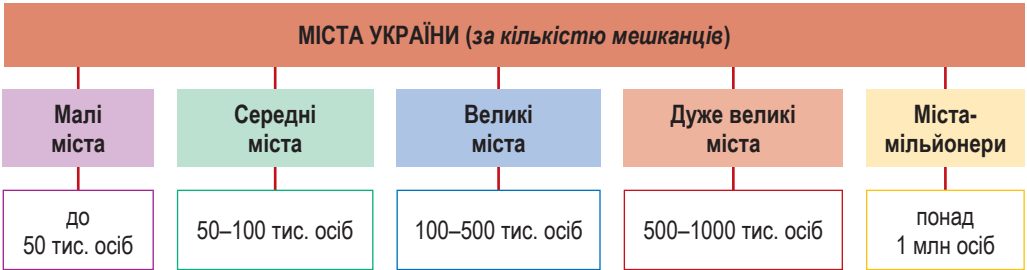 МІСТА УКРАЇНИ (за кількістю мешканців)
Малі
міста
до
50 тис. осіб
Середні
міста
50–100 тис. осіб
Великі
міста
100–500 тис. осіб
Дуже великі
міста
500–1000 тис. осіб
Міста-
мільйонери
понад
1 млн осіб